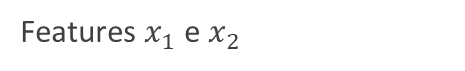 Features x₁ e x₂